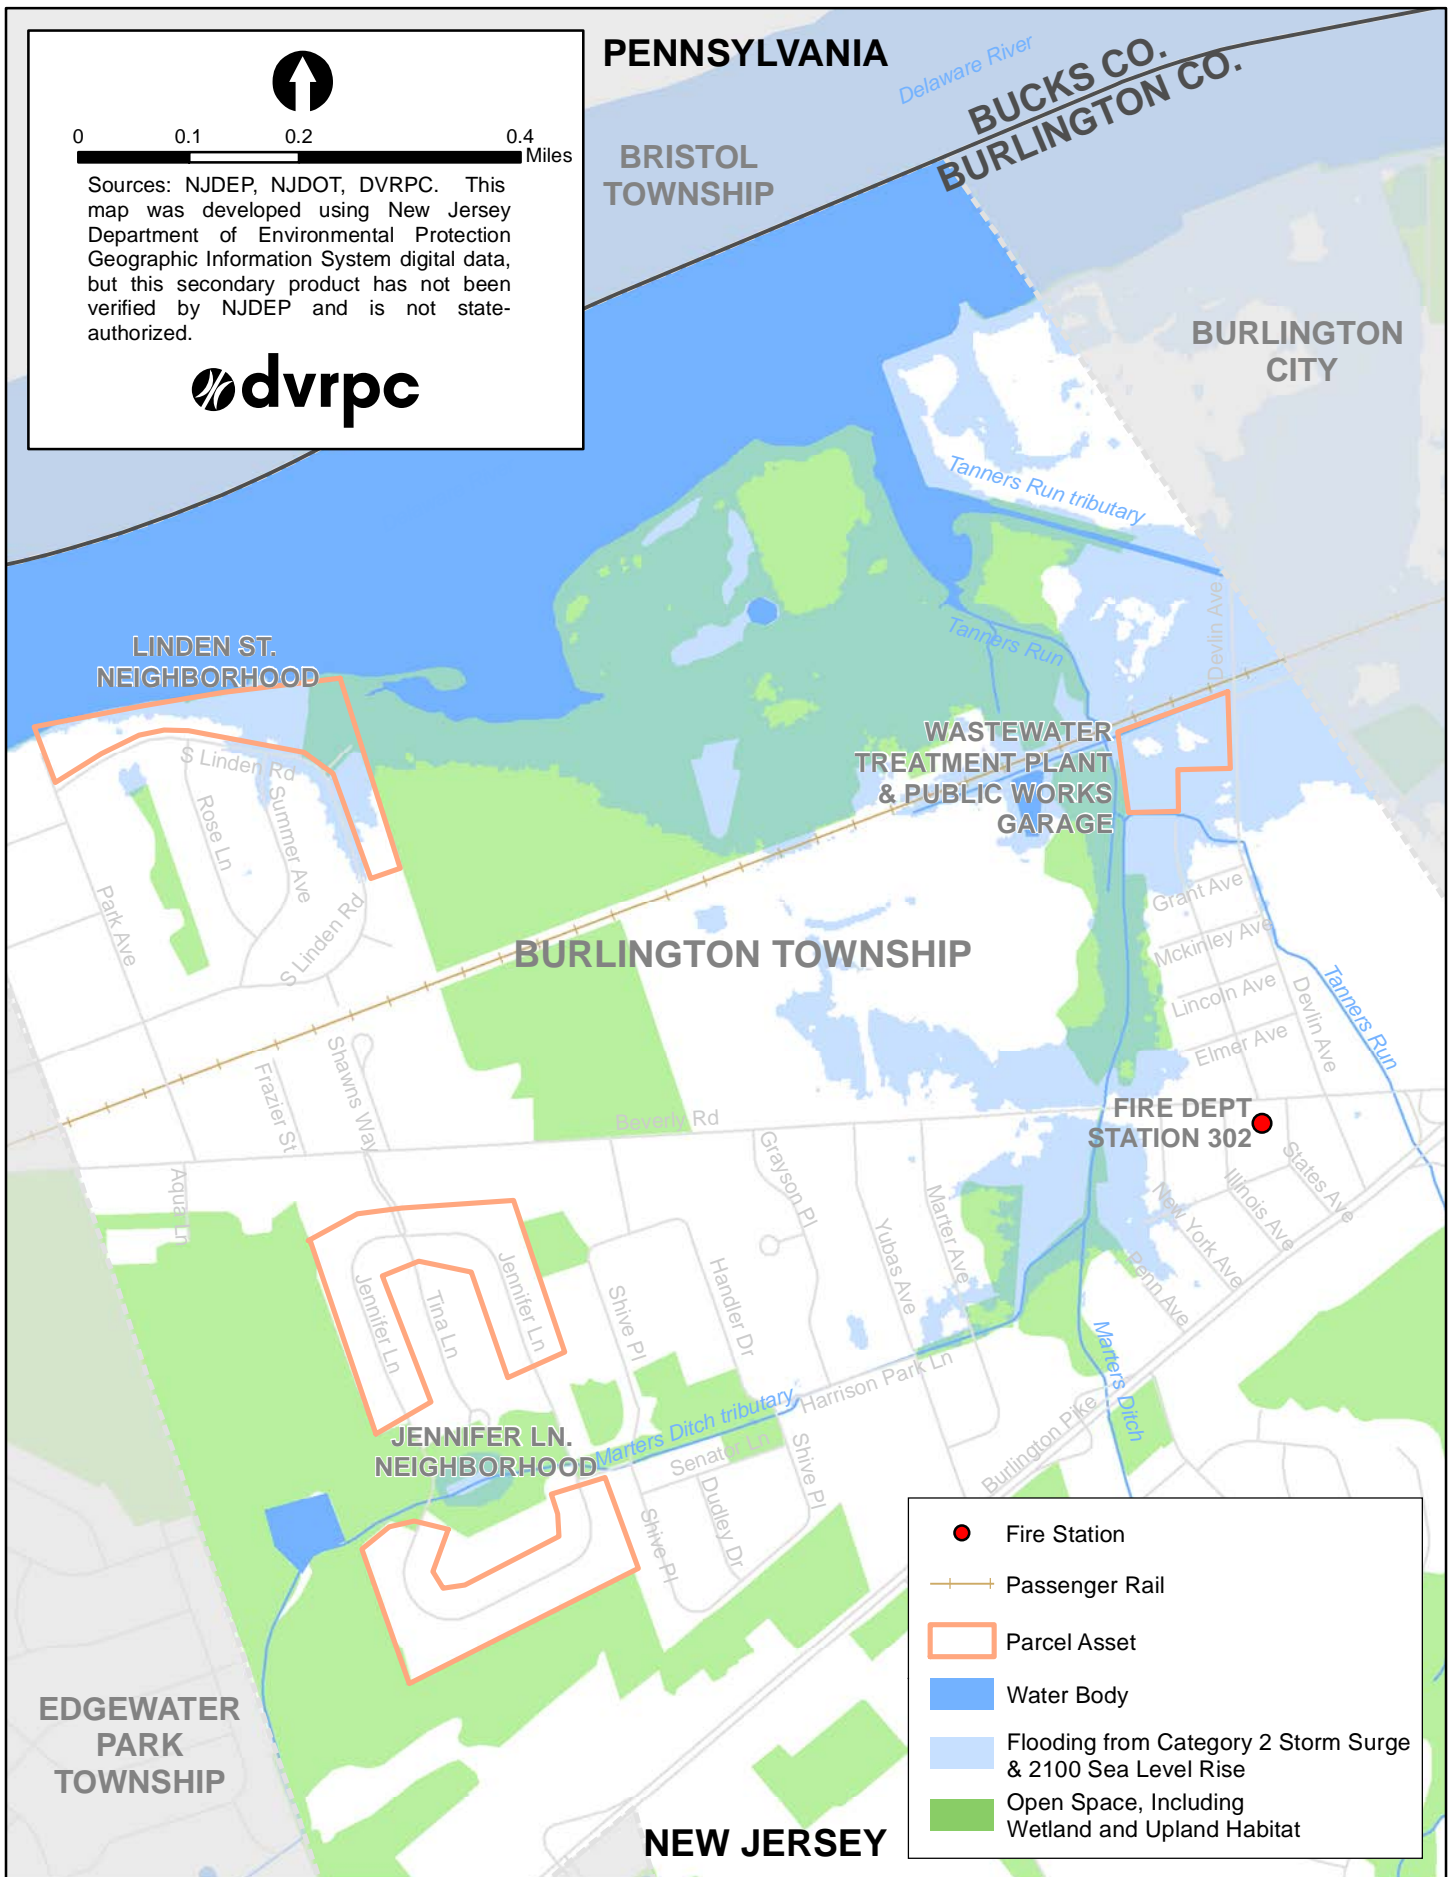 PENNSYLVANIA
Delaware River
BUCKS CO.
BURLINGTON CO.
0 0.1 0.2 0.4
Miles
Sources: NJDEP, NJDOT, DVRPC. This
map was developed using New Jersey
Department of Environmental Protection
Geographic Information System digital data,
but this secondary product has not been
verified by NJDEP and is not state-
authorized.
dvrpc
BRISTOL
TOWNSHIP
BURLINGTON
CITY
Tanners Run tributary
Tanners Run
Devlin Ave
LINDEN ST.
NEIGHBORHOOD
WASTEWATER
TREATMENT PLANT
& PUBLIC WORKS
GARAGE
S Linden Rd
Rose Ln
Summer Ave
Park Ave
S Linden Rd
BURLINGTON TOWNSHIP
Grant Ave
Mckinley Ave
Lincoln Ave
Elmer Ave
Devlin Ave
Tanners Run
Frazier St
Shawns Way
Beverly Rd
FIRE DEPT
STATION 302
Aqua Ln
Grayson Pl
Yubas Ave
Marter Ave
New York Ave
Illinois Ave
States Ave
Penn Ave
Jennifer Ln
Tina Ln
Jennifer Ln
Shive Pl
Handler Dr
Harrison Park Ln
Marters Ditch
Burlington Pike
JENNIFER LN.
NEIGHBORHOOD
Marters Ditch tributary
Senator Ln
Shive Pl
Dudley Dr
Shive Pl
Fire Station
Passenger Rail
Parcel Asset
Water Body
Flooding from Category 2 Storm Surge
& 2100 Sea Level Rise
Open Space, Including
Wetland and Upland Habitat
EDGEWATER
PARK
TOWNSHIP
NEW JERSEY